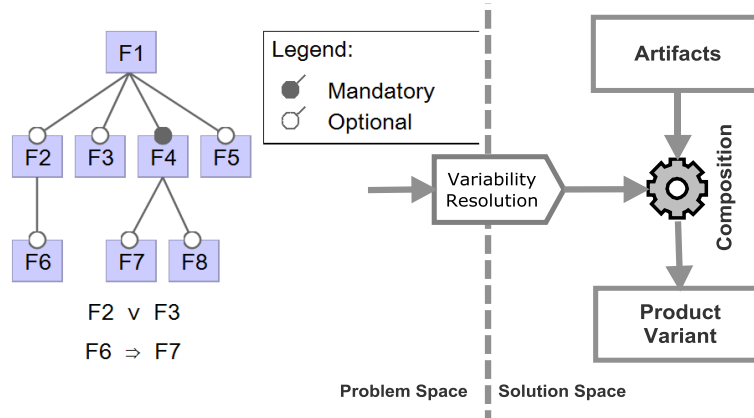 F1
Legend:
Mandatory
Optional
F2 F3 F4 F5
F6 F7 F8
F2 ∨ F3
F6 ⇒ F7
Variability
Resolution
Artifacts
Composition
Product
Variant
Problem Space
Solution Space